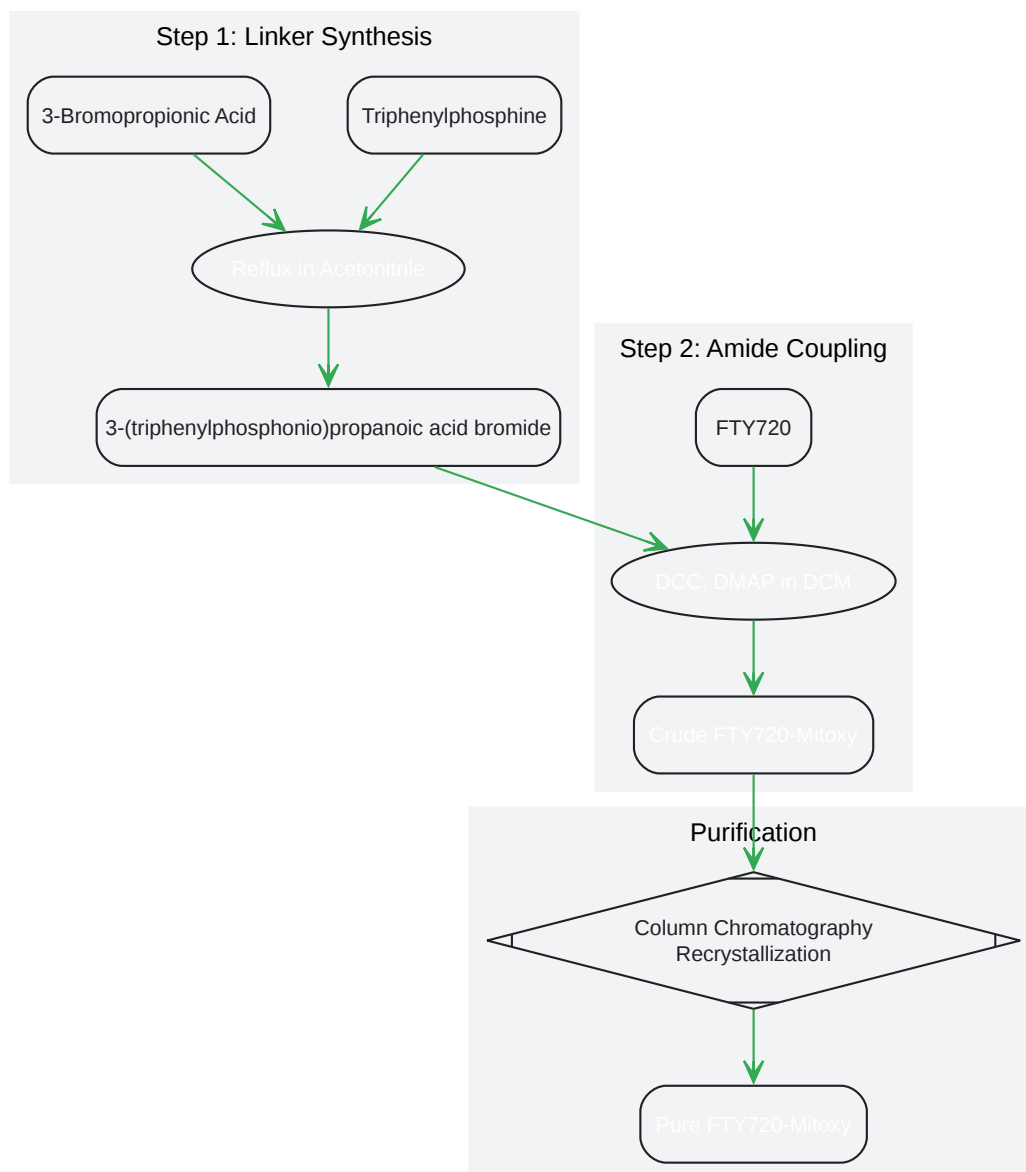 Step 1: Linker Synthesis
3-Bromopropionic Acid
Triphenylphosphine
Reflux in Acetonitrile
3-(triphenylphosphonio)propanoic acid bromide
Step 2: Amide Coupling
FTY720
DCC, DMAP in DCM
Crude FTY720-Mitoxy
Purification
Column Chromatography
Recrystallization
Pure FTY720-Mitoxy